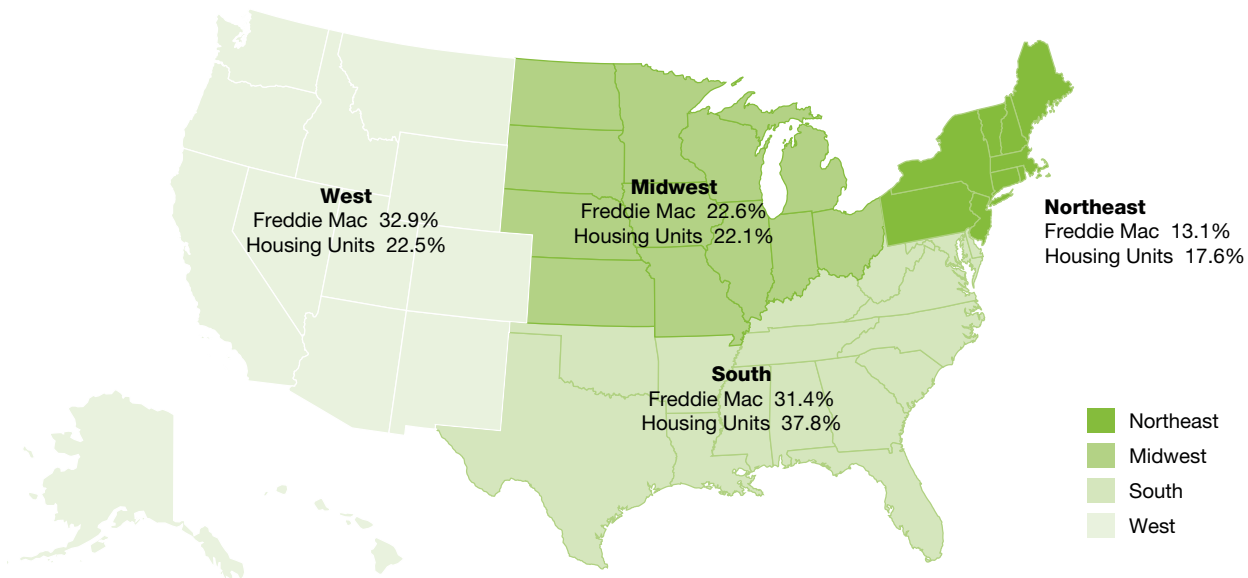 West
Freddie Mac 32.9%
Housing Units 22.5%
Midwest
Freddie Mac 22.6%
Housing Units 22.1%
Northeast
Freddie Mac 13.1%
Housing Units 17.6%
South
Freddie Mac 31.4%
Housing Units 37.8%
Northeast
Midwest
South
West